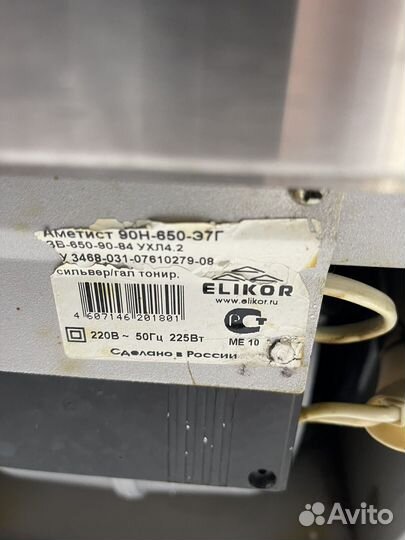 Аметист 90Н-650-Э7Г
ЗВ-650-90-84 УХЛ4.2
У 3468-031-07610279-08
сильвер/гал тонир.
ELIKOR
www.elikor.ru
4 607146 201801
РСТ
220В ~ 50Гц 225Вт
МЕ 10
Сделано в России
Avito